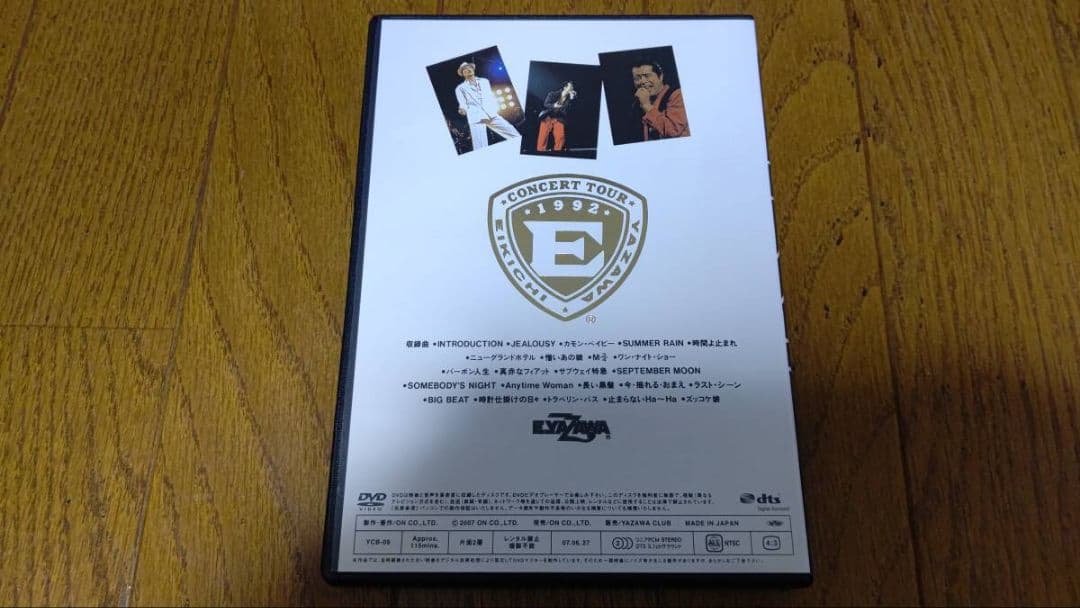 CONCERT TOUR
1992
E
EIKICHI YAZAWA
®
収録曲 •INTRODUCTION •JEALOUSY •カモン・ベイビー •SUMMER RAIN •時間よ止まれ
•ニューグランドホテル •憎いあの娘 •M5/4 •ワン・ナイト・ショー
•バーボン人生 •真赤なフィアット •サブウェイ特急 •SEPTEMBER MOON
•SOMEBODY'S NIGHT •Anytime Woman •長い黒髪 •今・揺れる・おまえ •ラスト・シーン
•BIG BEAT •時計仕掛けの日々 •トラベリン・バス •止まらないHa〜Ha •ズッコケ娘
E.YAZAWA®
DVD VIDEO
dts
Digital Surround
製作・著作/ON CO.,LTD. © 2007 ON CO.,LTD. 発売/ON CO.,LTD. 販売/YAZAWA CLUB MADE IN JAPAN
YCB-09 Approx. 115mins. 片面2層 レンタル禁止 複製不能 07.06.27 リニアPCM STEREO DTS 5.1chサラウンド ALL NTSC 4:3